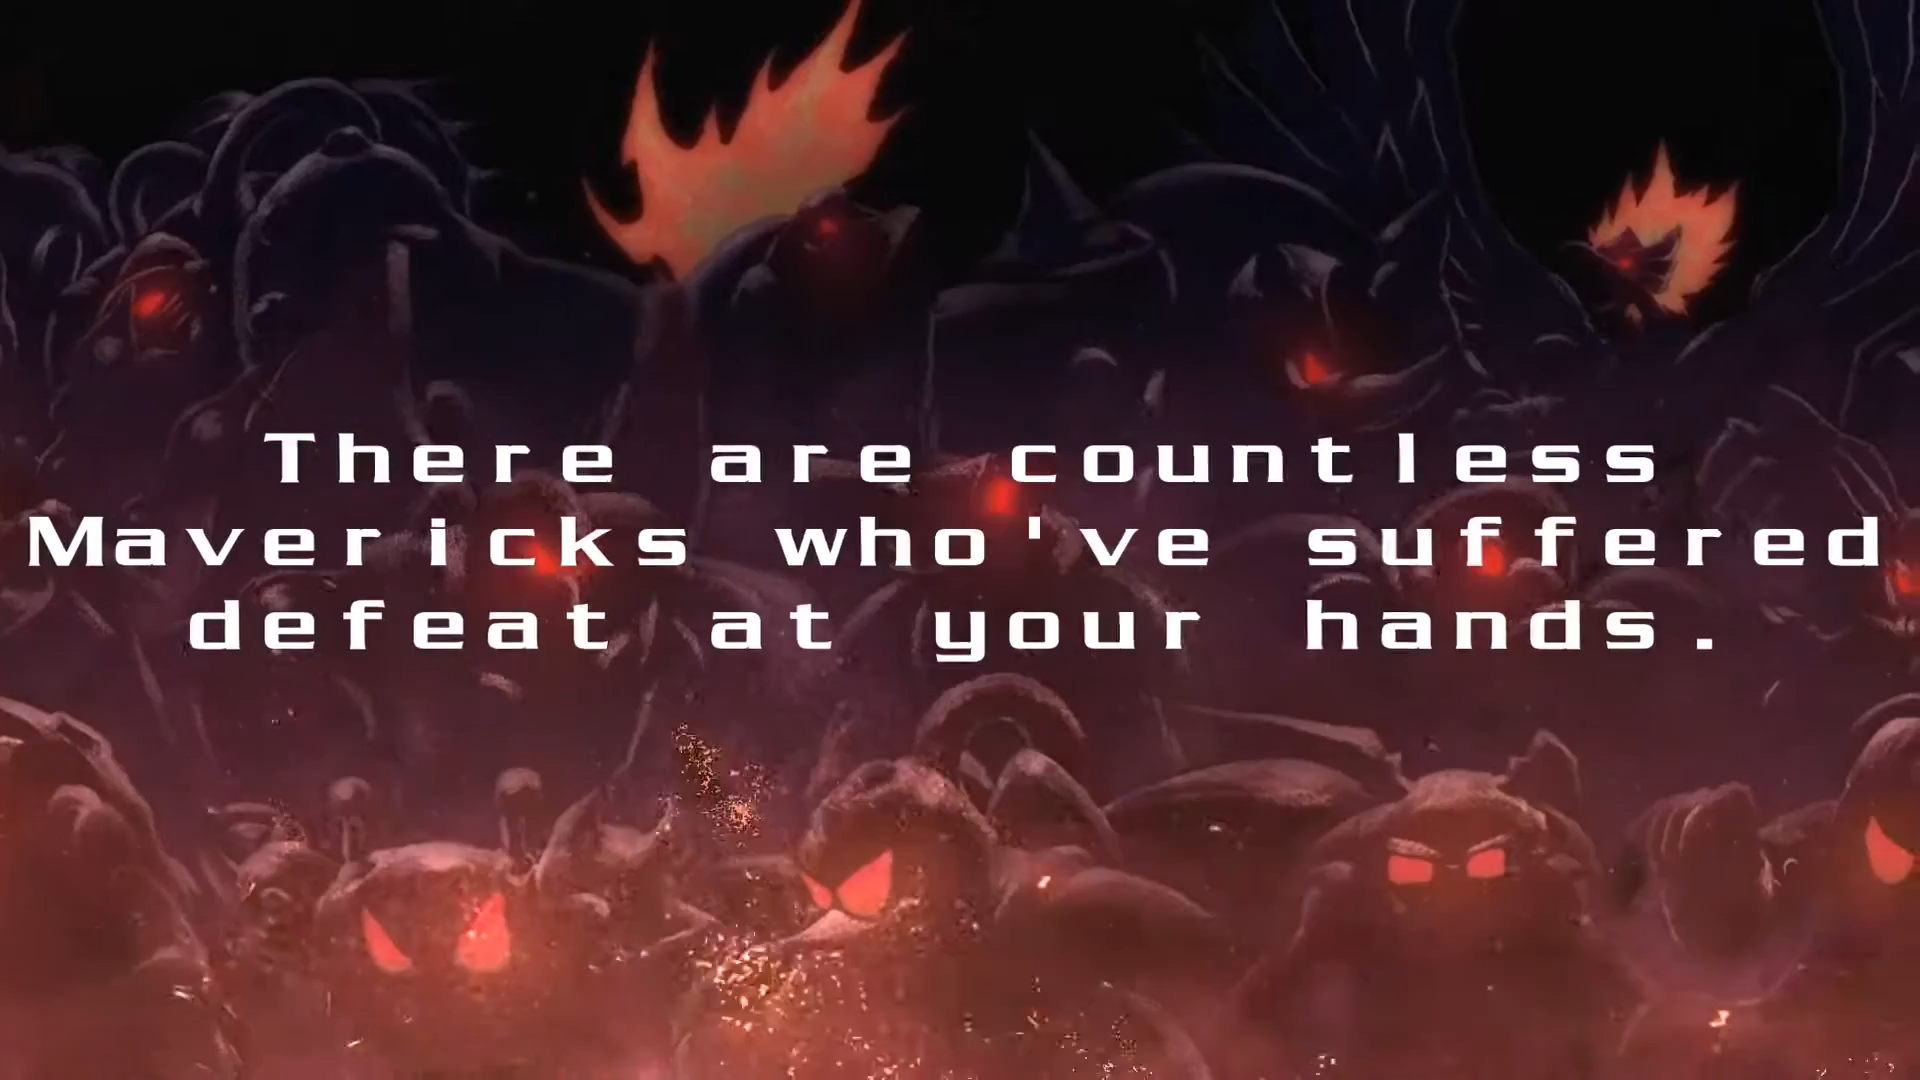 There are countless
Mavericks who've suffered
defeat at your hands.